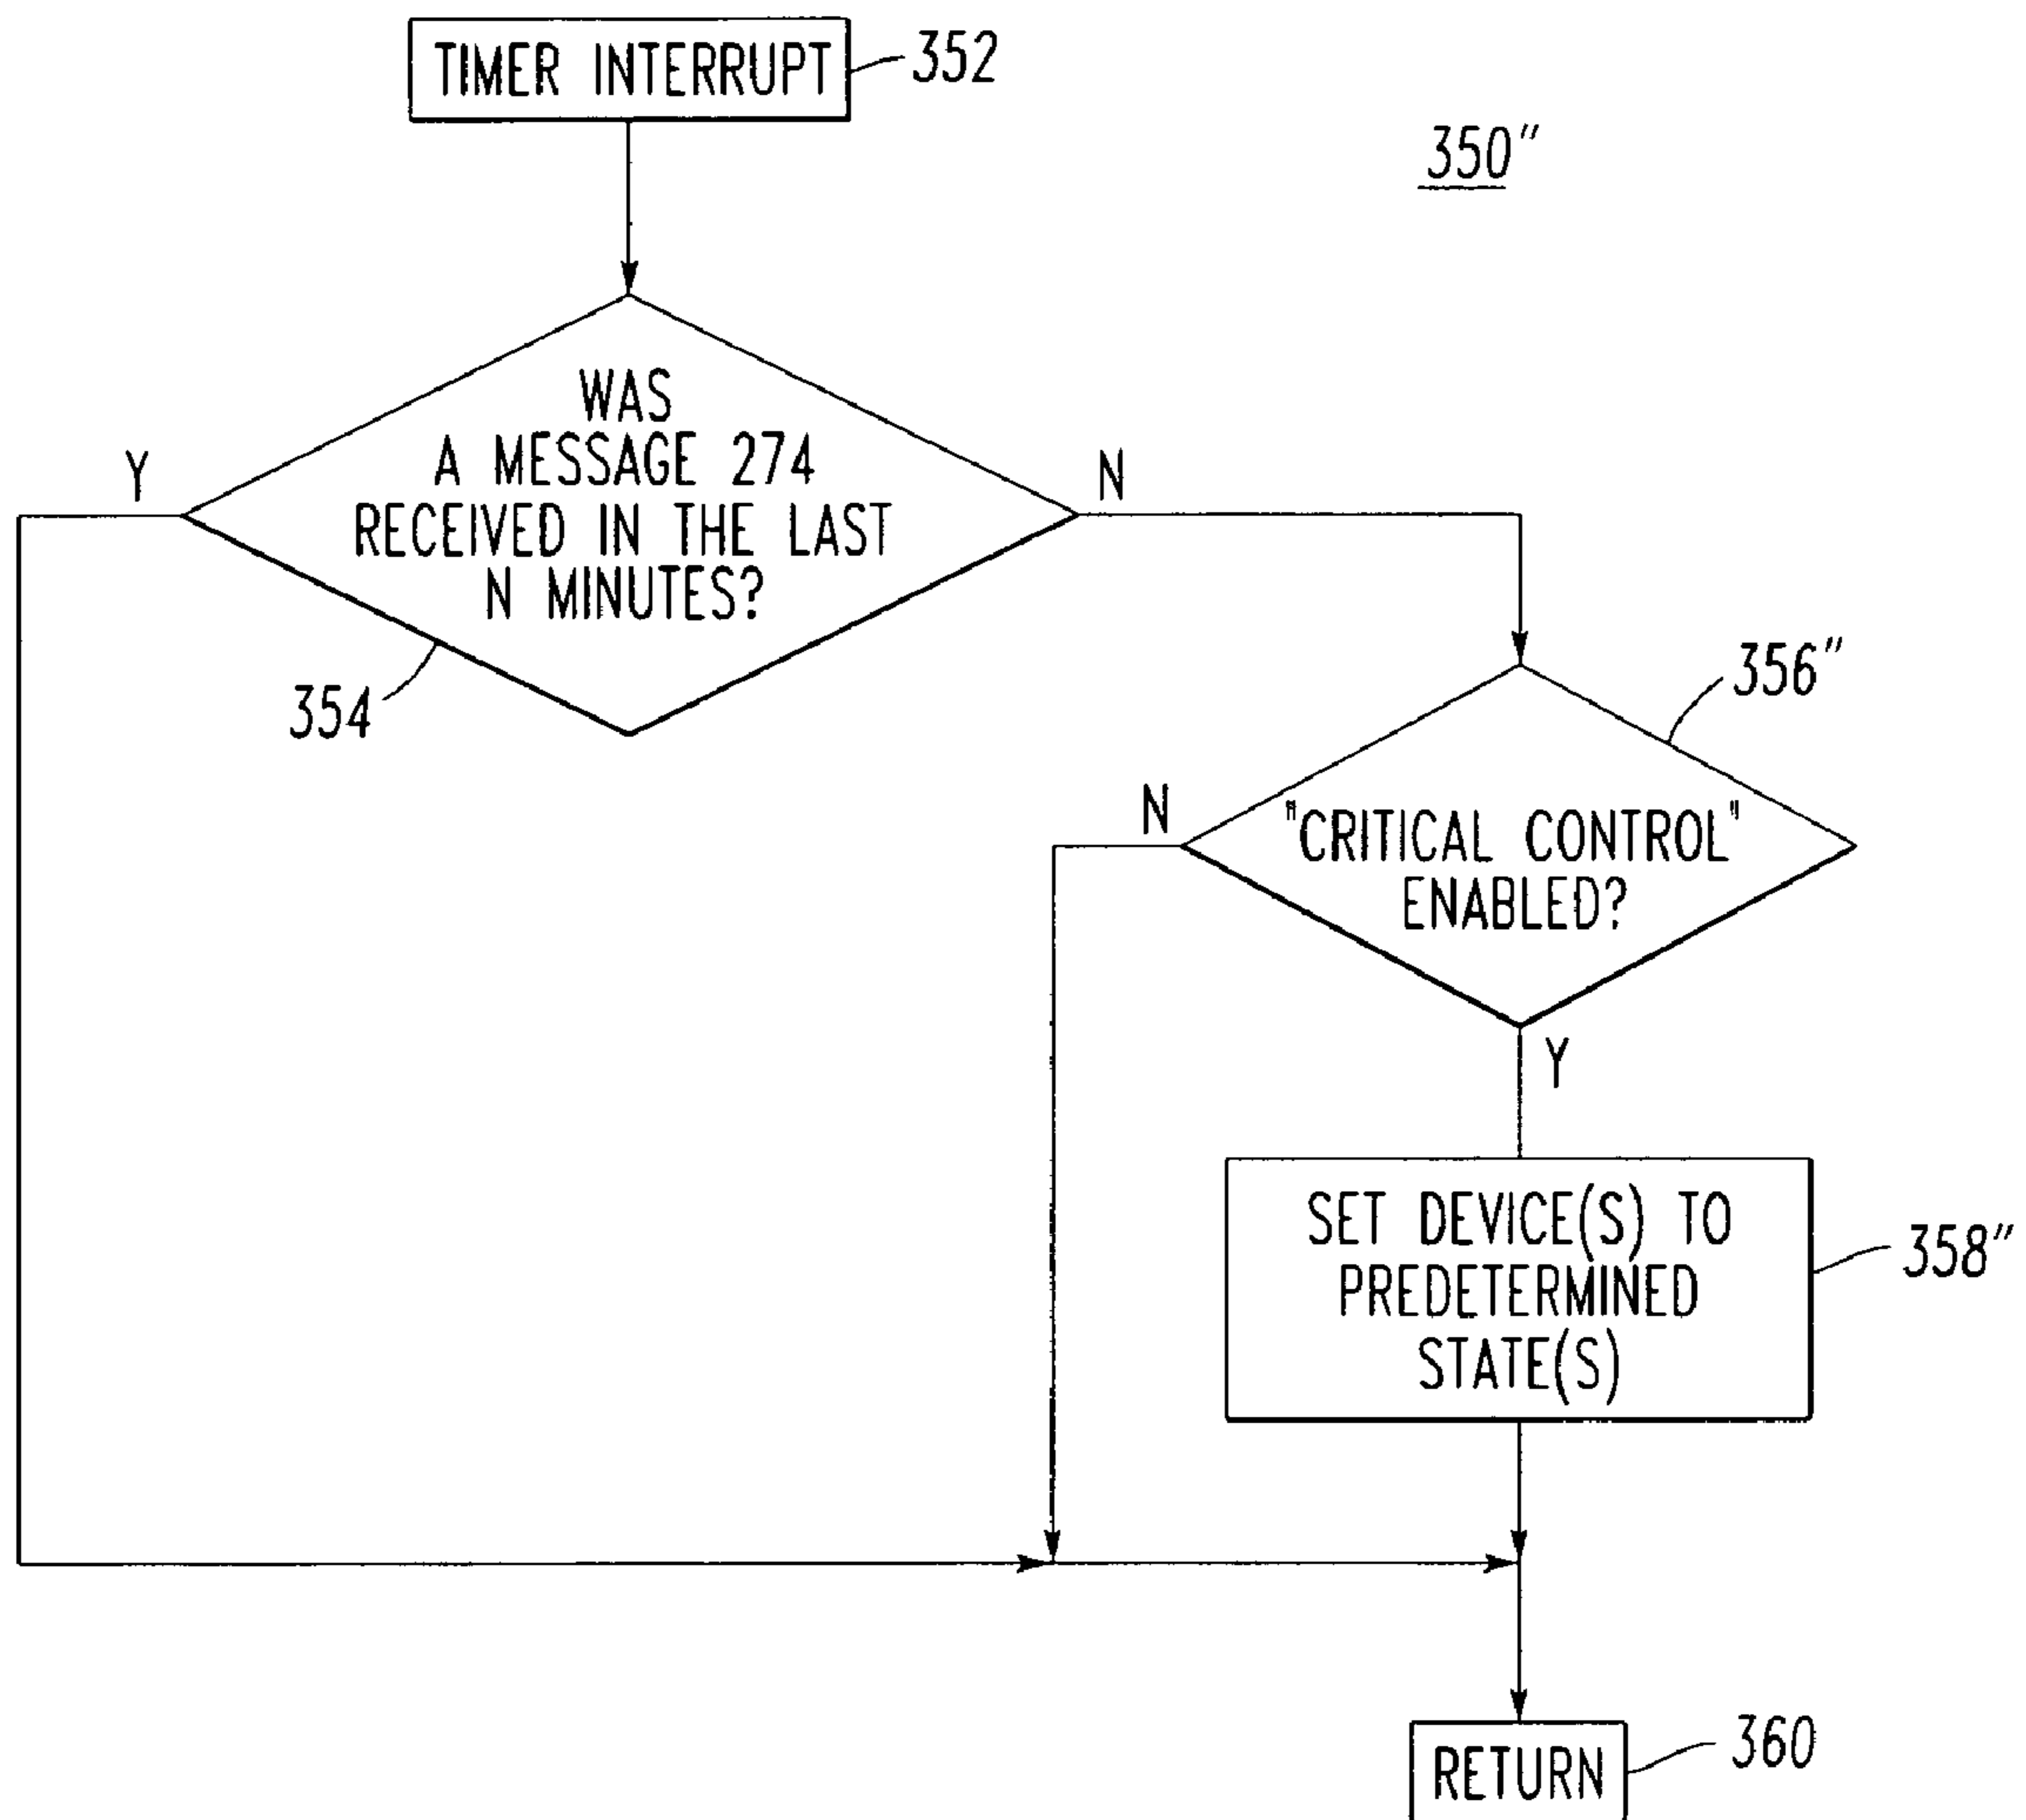 TIMER INTERRUPT
352
350"
WAS
A MESSAGE 274
RECEIVED IN THE LAST
N MINUTES?
Y
N
354
356"
"CRITICAL CONTROL"
ENABLED?
N
Y
SET DEVICE(S) TO
PREDETERMINED
STATE(S)
358"
RETURN
360